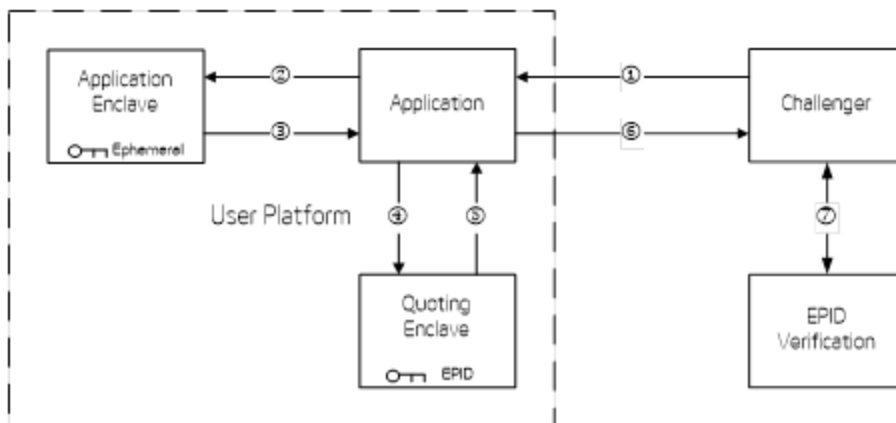 Application
Enclave
Ephemeral
②
③
Application
①
⑥
Challenger
User Platform
④
⑤
⑦
Quoting
Enclave
EPID
EPID
Verification